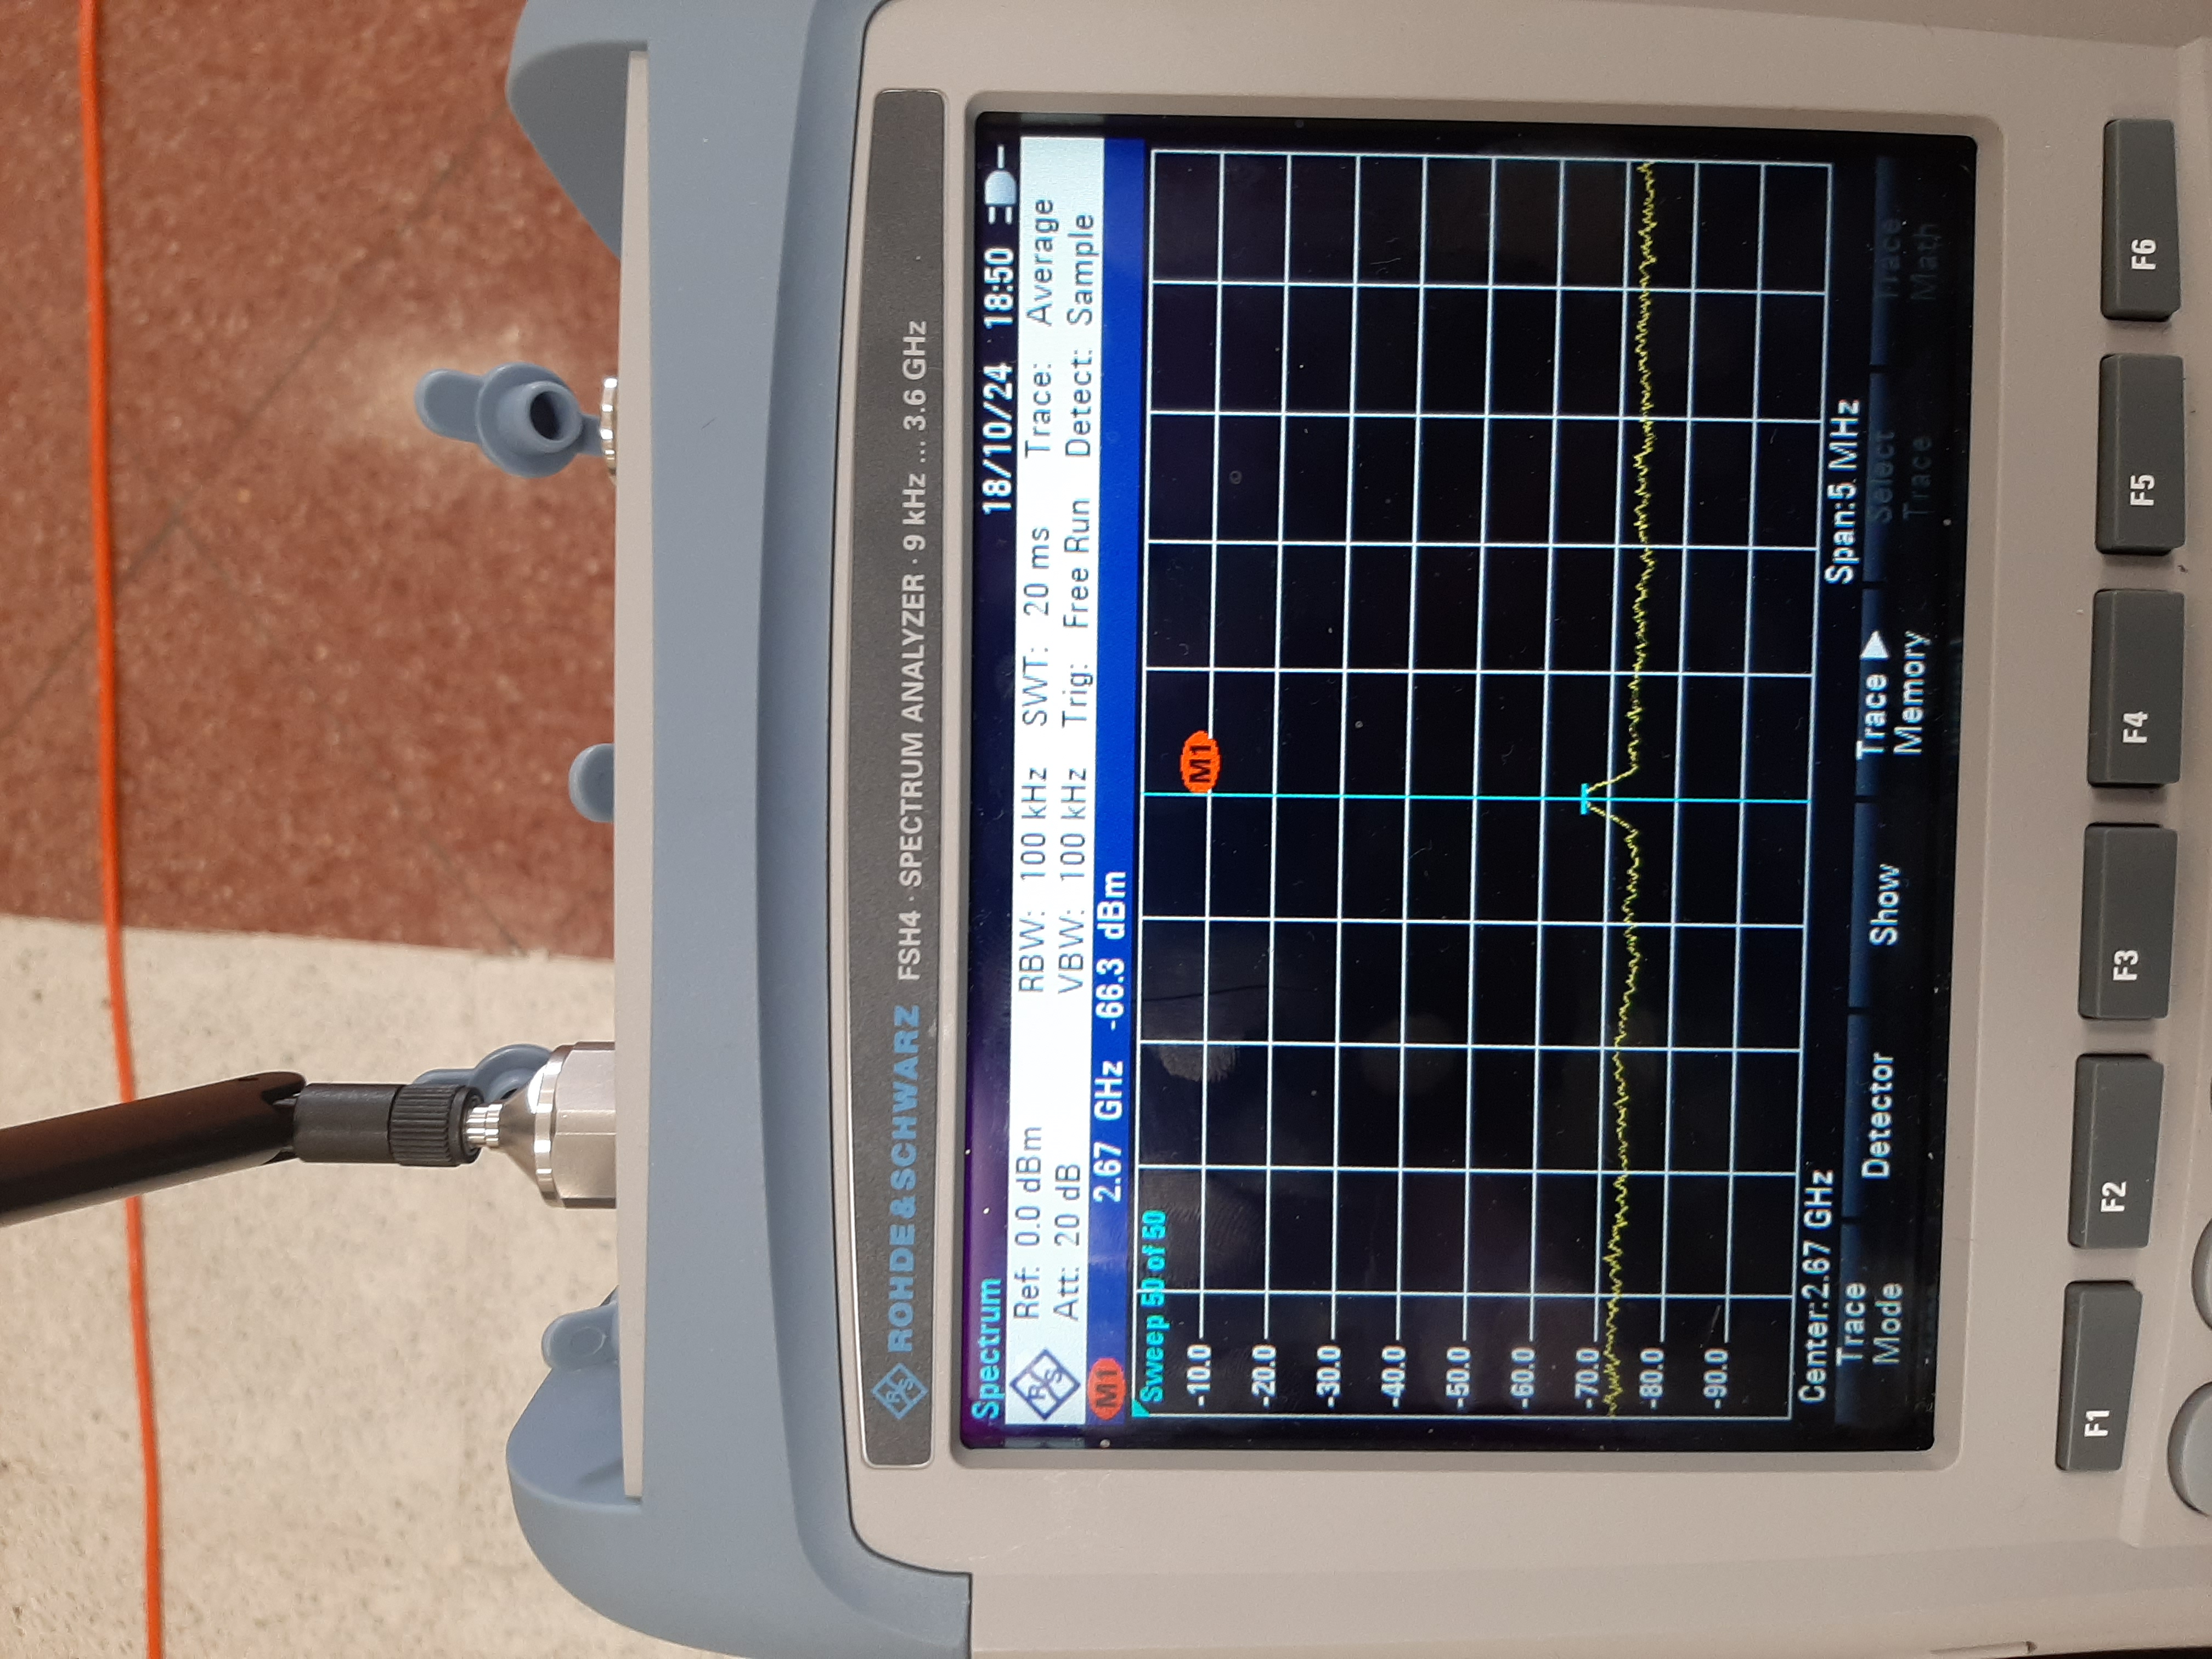 R&S ROHDE&SCHWARZ FSH4 · SPECTRUM ANALYZER · 9 kHz ... 3.6 GHz
Spectrum 18/10/24 18:50
R&S Ref: 0.0 dBm RBW: 100 kHz SWT: 20 ms Trace: Average
Att: 20 dB VBW: 100 kHz Trig: Free Run Detect: Sample
M1 2.67 GHz -66.3 dBm
Sweep 50 of 50
M1
-10.0
-20.0
-30.0
-40.0
-50.0
-60.0
-70.0
-80.0
-90.0
Center:2.67 GHz Span:5 MHz
Trace Mode
Detector
Show
Trace ▶ Memory
Select Trace
Trace Math
F1 F2 F3 F4 F5 F6